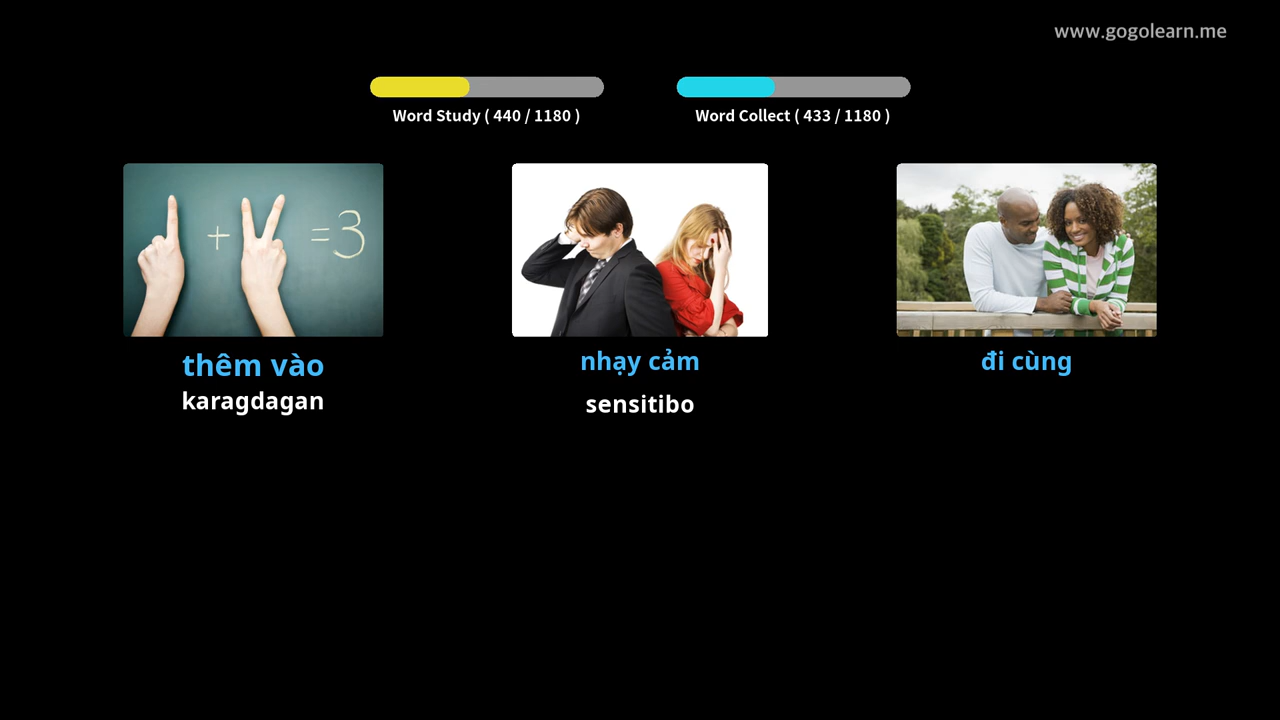 www.gogolearn.me
Word Study ( 440 / 1180 )
Word Collect ( 433 / 1180 )
+ = 3
thêm vào
karagdagan
nhạy cảm
sensitibo
đi cùng